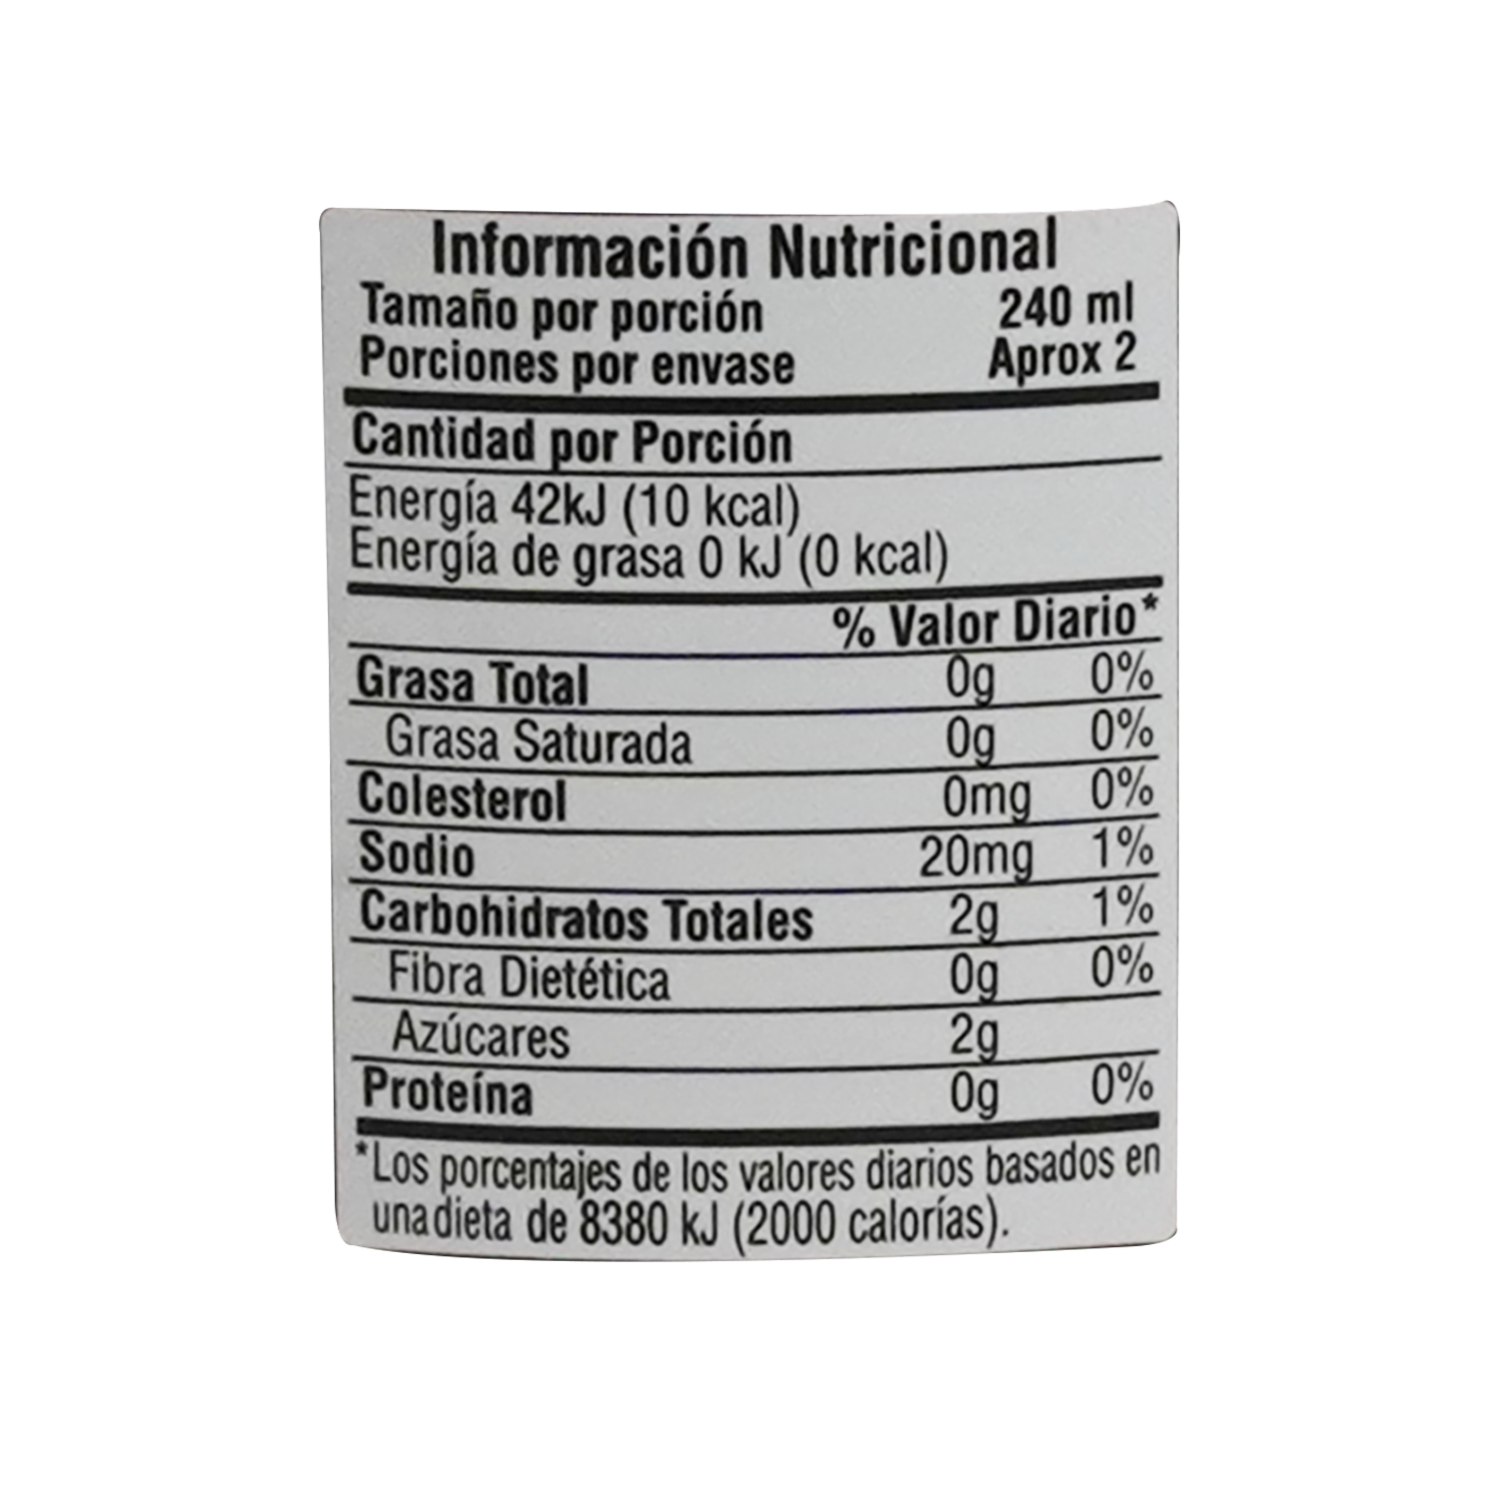 Información Nutricional
Tamaño por porción 240 ml
Porciones por envase Aprox 2
Cantidad por Porción
Energía 42kJ (10 kcal)
Energía de grasa 0 kJ (0 kcal)
% Valor Diario*
Grasa Total 0g 0%
Grasa Saturada 0g 0%
Colesterol 0mg 0%
Sodio 20mg 1%
Carbohidratos Totales 2g 1%
Fibra Dietética 0g 0%
Azúcares 2g
Proteína 0g 0%
*Los porcentajes de los valores diarios basados en
una dieta de 8380 kJ (2000 calorías).